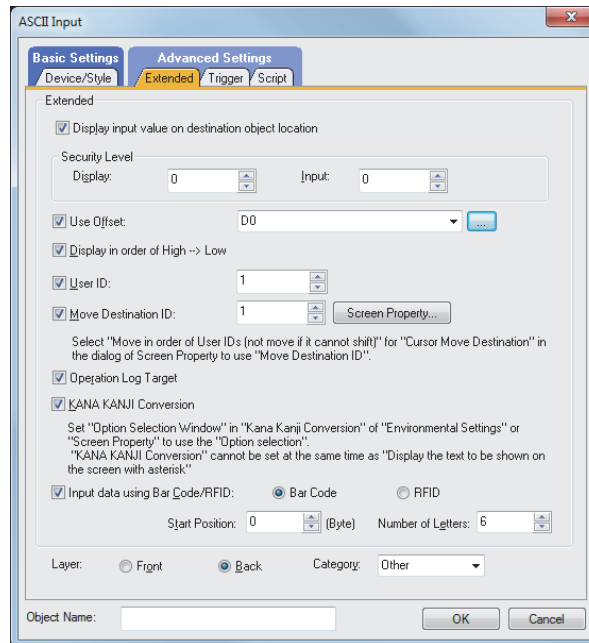 ASCII Input
Basic Settings Advanced Settings
Device/Style Extended Trigger Script
Extended
Display input value on destination object location
Security Level
Display: 0 Input: 0
Use Offset: D0 ...
Display in order of High --> Low
User ID: 1
Move Destination ID: 1 Screen Property...
Select "Move in order of User IDs (not move if it cannot shift)" for "Cursor Move Destination" in
the dialog of Screen Property to use "Move Destination ID".
Operation Log Target
KANA KANJI Conversion
Set "Option Selection Window" in "Kana Kanji Conversion" of "Environmental Settings" or
"Screen Property" to use the "Option selection".
"KANA KANJI Conversion" cannot be set at the same time as "Display the text to be shown on
the screen with asterisk"
Input data using Bar Code/RFID: Bar Code RFID
Start Position: 0 (Byte) Number of Letters: 6
Layer: Front Back Category: Other
Object Name: OK Cancel